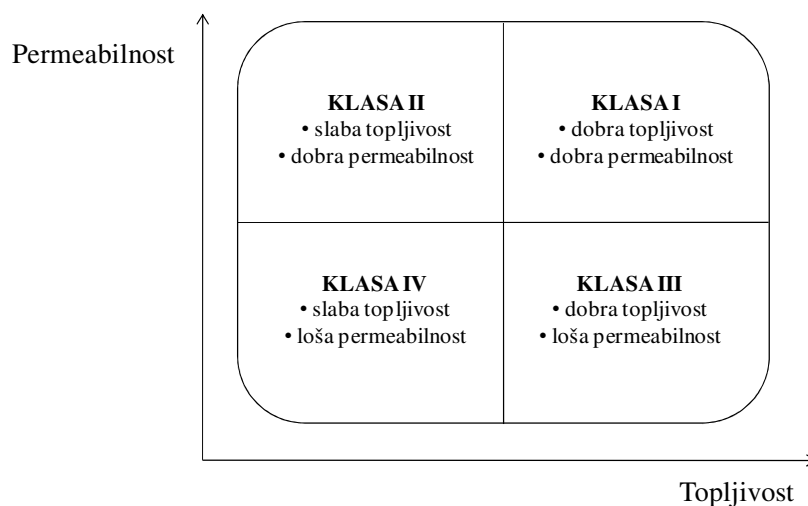 Permeabilnost
KLASA II
• slaba topljivost
• dobra permeabilnost
KLASA I
• dobra topljivost
• dobra permeabilnost
KLASA IV
• slaba topljivost
• loša permeabilnost
KLASA III
• dobra topljivost
• loša permeabilnost
Topljivost